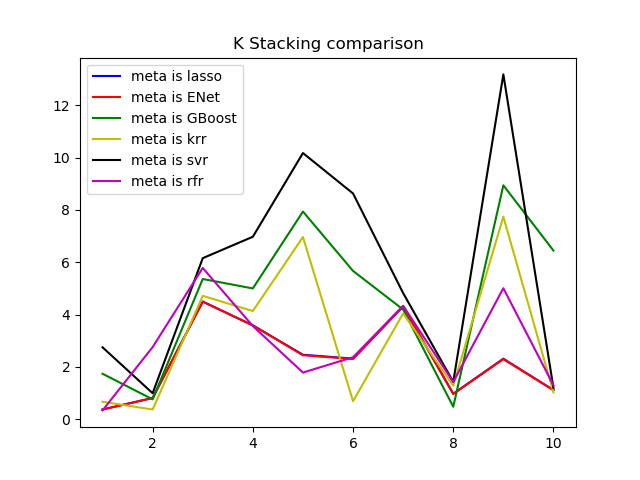 K Stacking comparison
meta is lasso
meta is ENet
meta is GBoost
meta is krr
meta is svr
meta is rfr
12
10
8
6
4
2
0
2 4 6 8 10